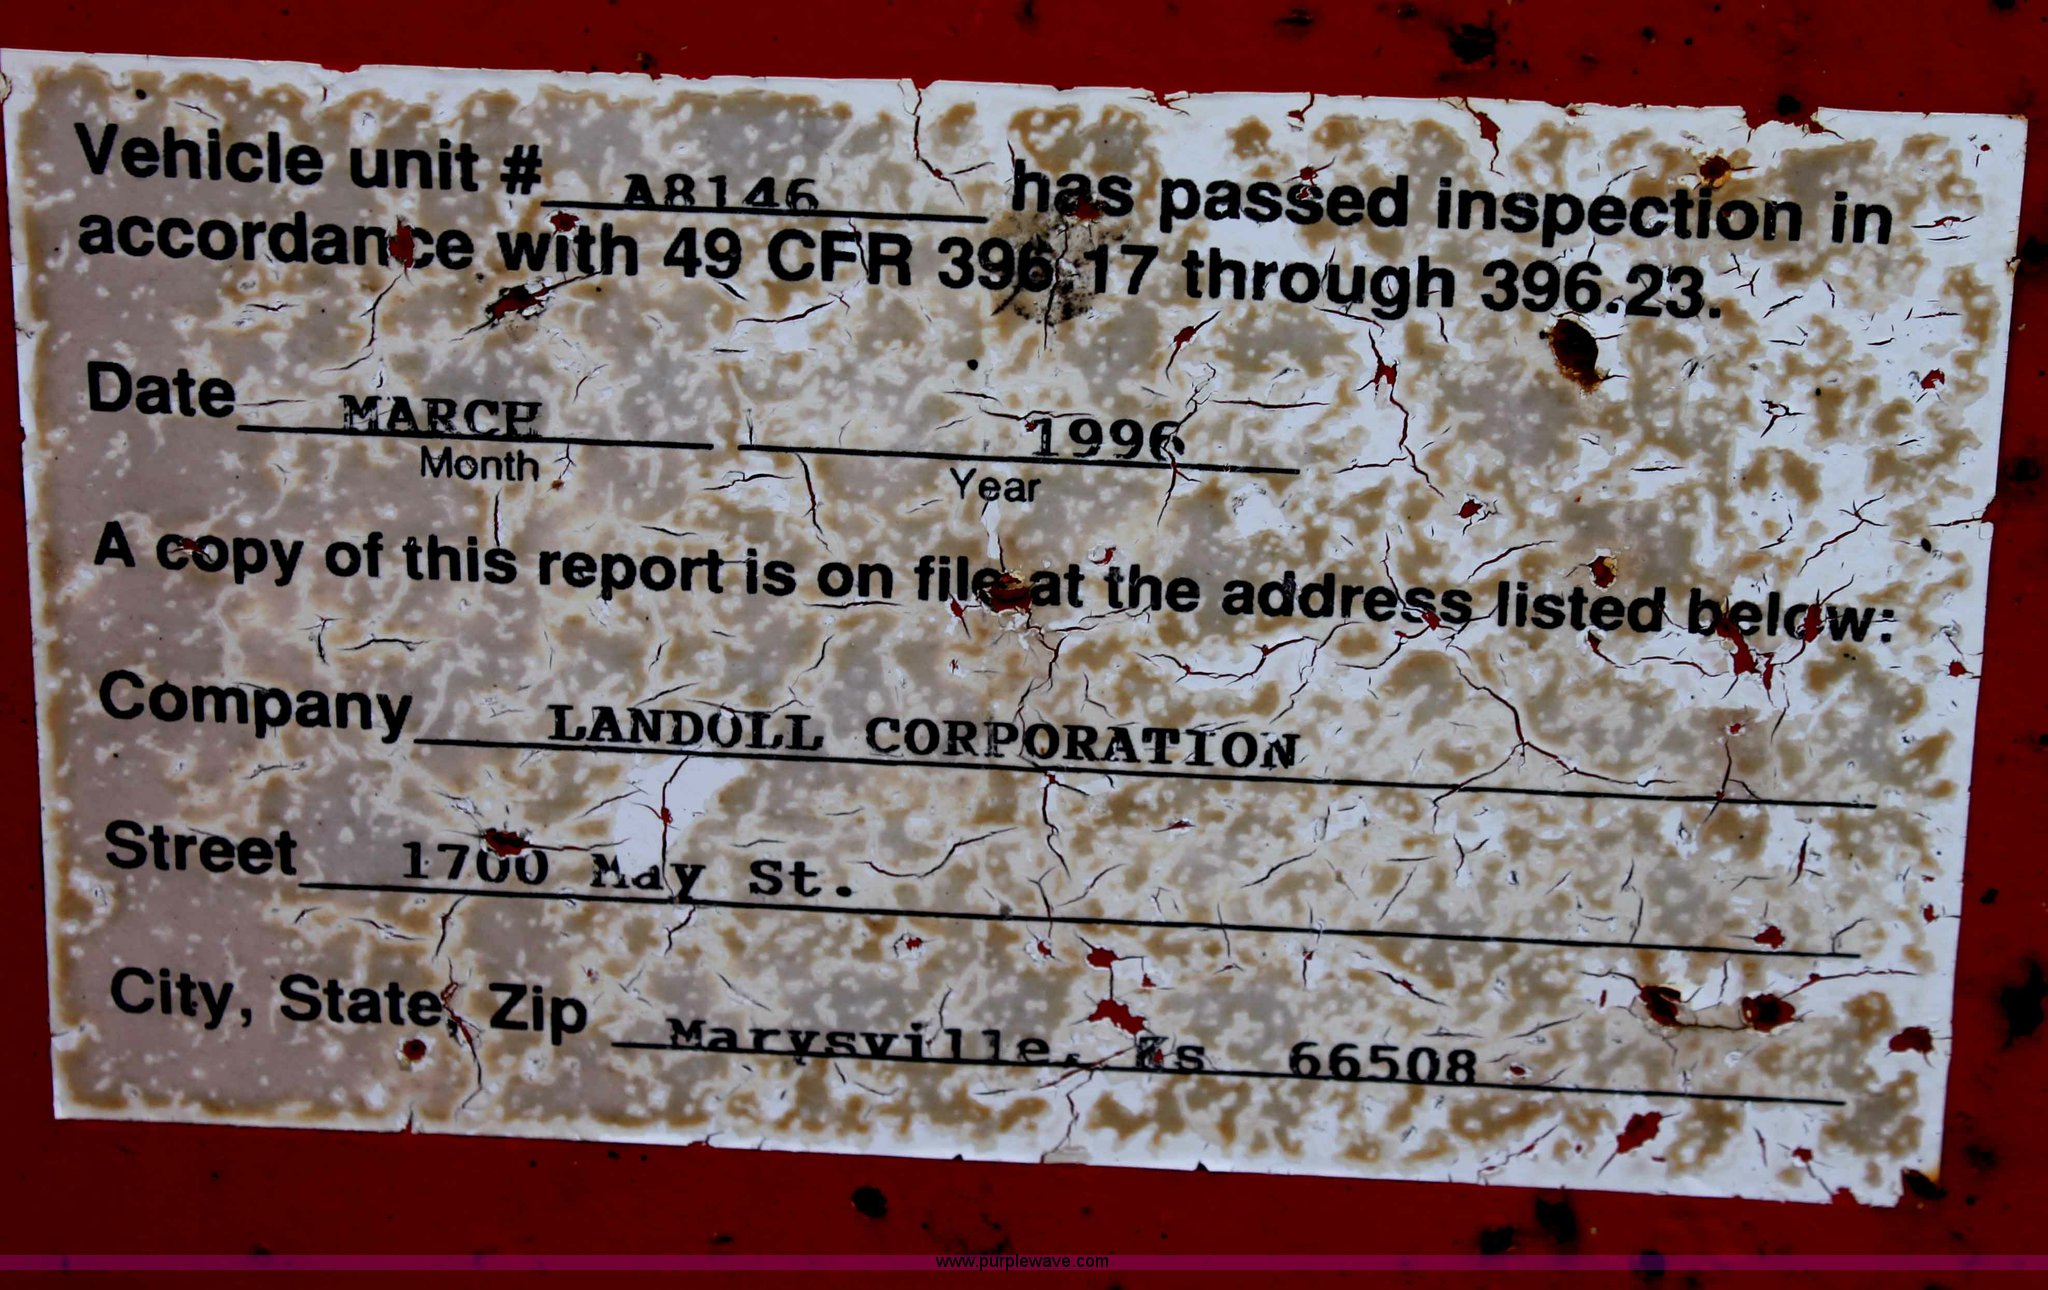 Vehicle unit # A8146 has passed inspection in
accordance with 49 CFR 396.17 through 396.23.
Date MARCH 1996
Month Year
A copy of this report is on file at the address listed below:
Company LANDOLL CORPORATION
Street 1700 May St.
City, State, Zip Marysville, Ks 66508
www.purplewave.com